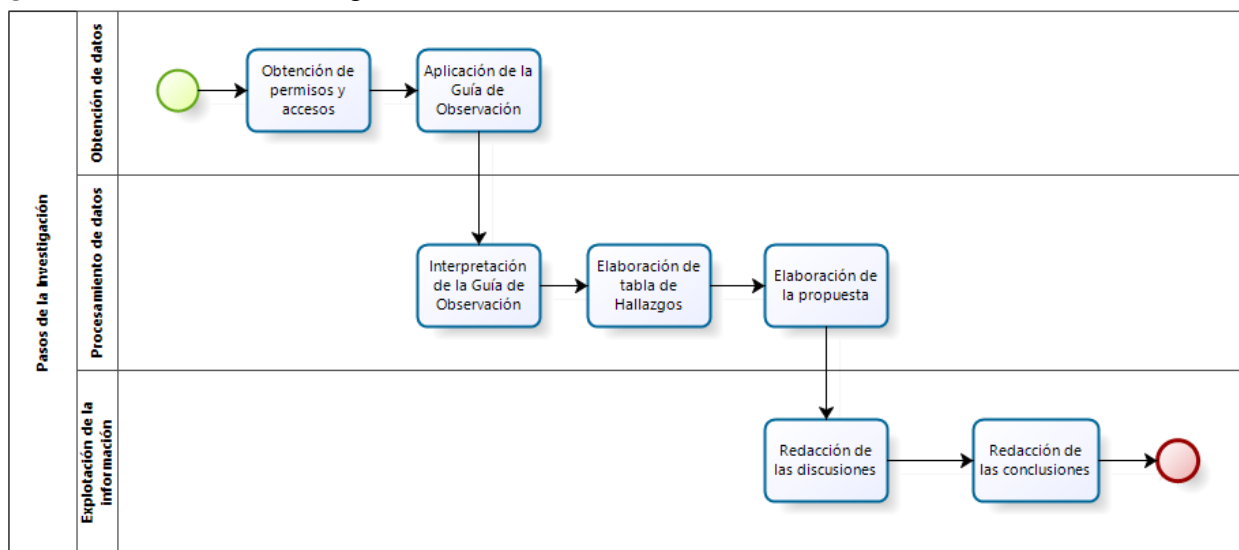 Pasos de la Investigación
Obtención de datos
Obtención de
permisos y
accesos
Aplicación de la
Guía de
Observación
Procesamiento de datos
Interpretación
de la Guía de
Observación
Elaboración de
tabla de
Hallazgos
Elaboración de
la propuesta
Explotación de la
información
Redacción de
las discusiones
Redacción de
las conclusiones